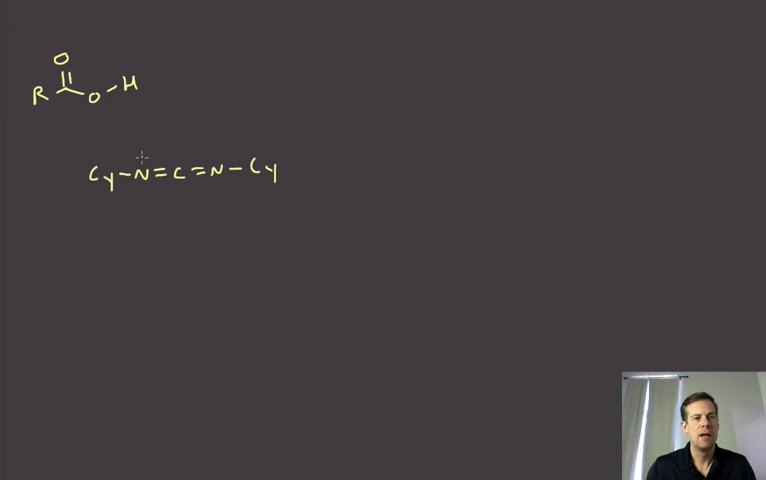 O
R O - H
Cy - N = C = N - Cy